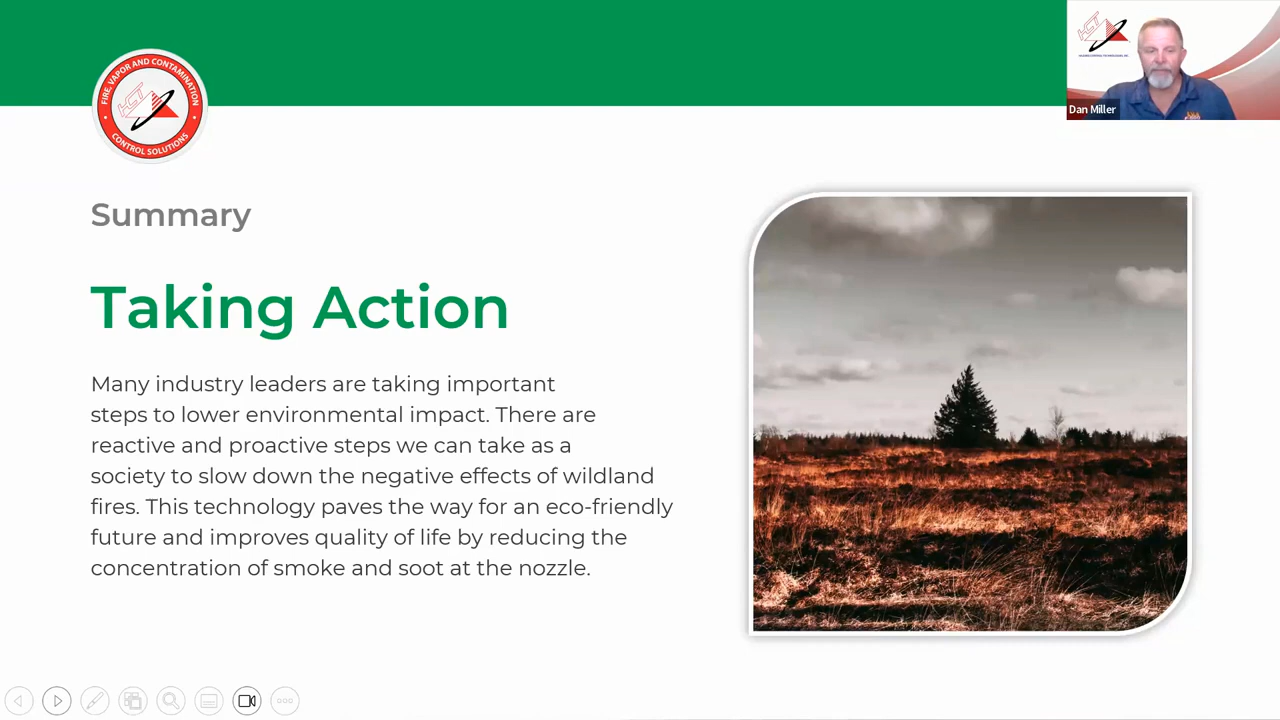 FIRE, VAPOR AND CONTAMINATION
HCT
CONTROL SOLUTIONS
HCT
Dan Miller
Summary
Taking Action
Many industry leaders are taking important
steps to lower environmental impact. There are
reactive and proactive steps we can take as a
society to slow down the negative effects of wildland
fires. This technology paves the way for an eco-friendly
future and improves quality of life by reducing the
concentration of smoke and soot at the nozzle.